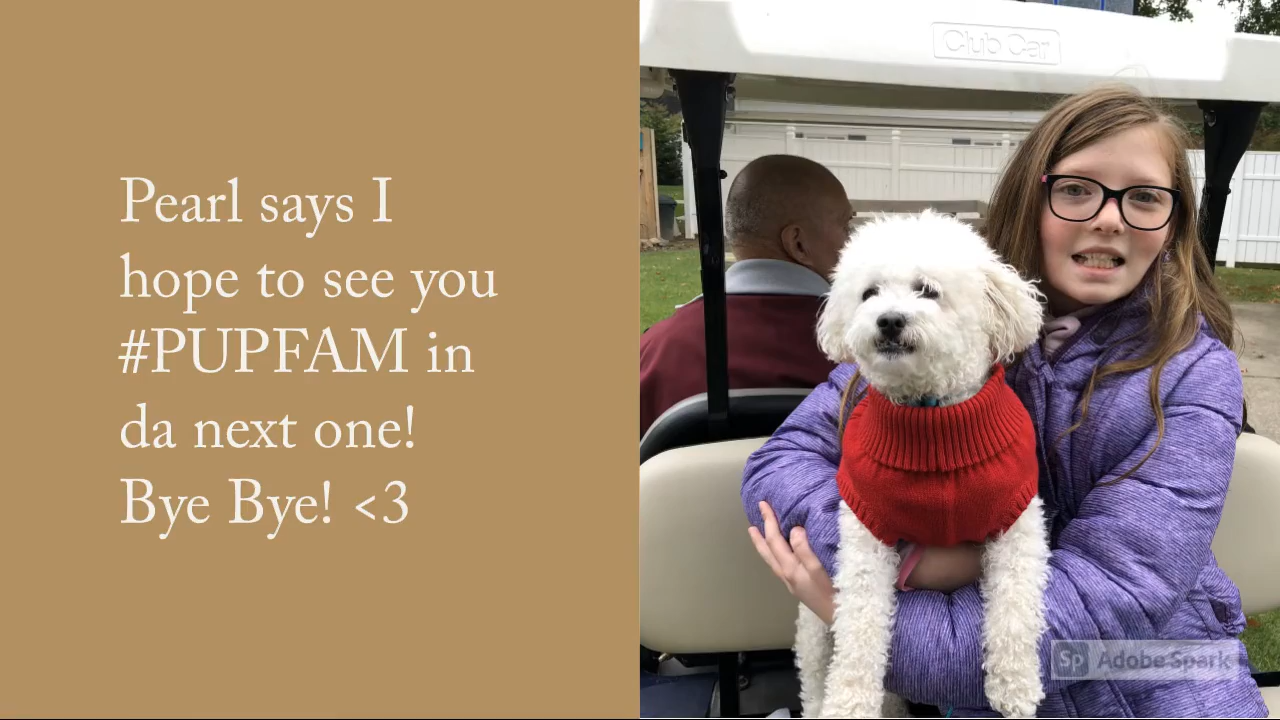 Pearl says I
hope to see you
#PUPFAM in
da next one!
Bye Bye! <3
Club Car
Sp Adobe Spark